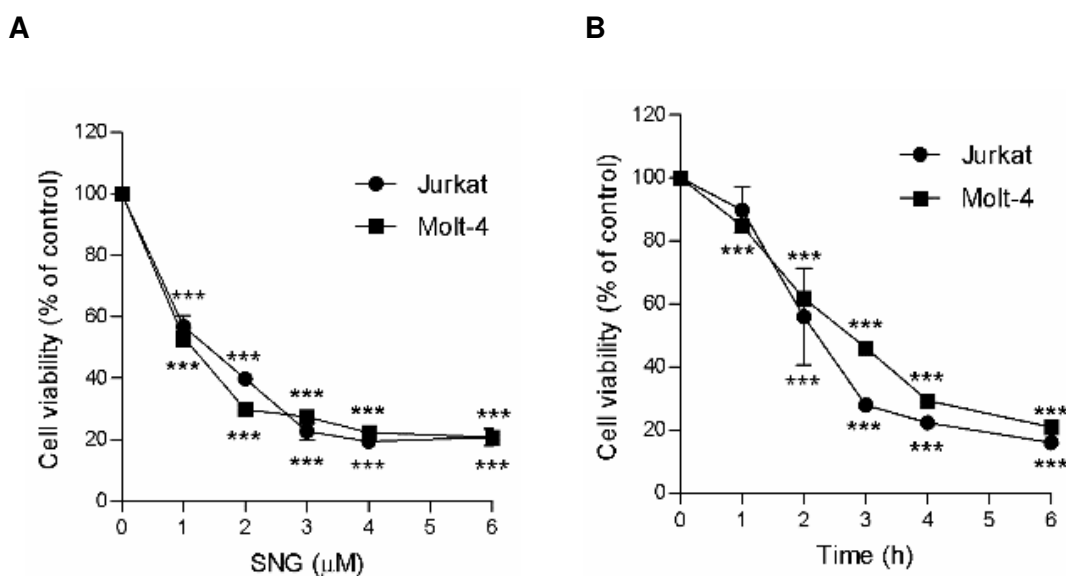 A
B
120
100
80
60
40
20
0
Cell viability (% of control)
Jurkat
Molt-4
***
***
***
***
***
***
***
***
***
***
0 1 2 3 4 5 6
SNG (μM)
120
100
80
60
40
20
0
Cell viability (% of control)
Jurkat
Molt-4
***
***
***
***
***
***
***
***
***
0 1 2 3 4 5 6
Time (h)